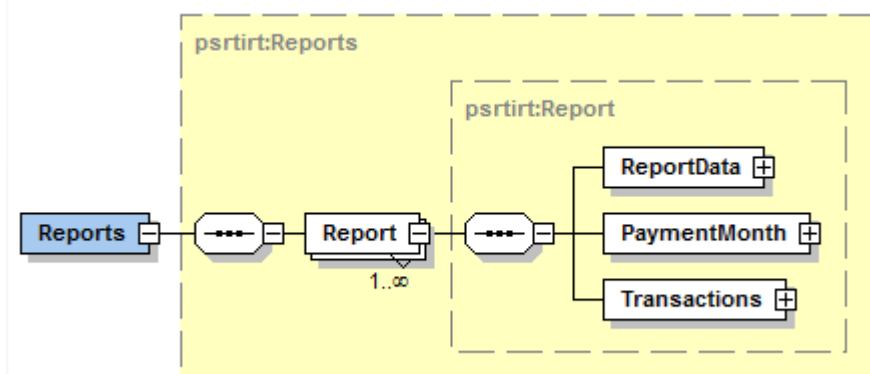 psrtirt:Reports
psrtirt:Report
ReportData
Reports
Report
PaymentMonth
1..∞
Transactions